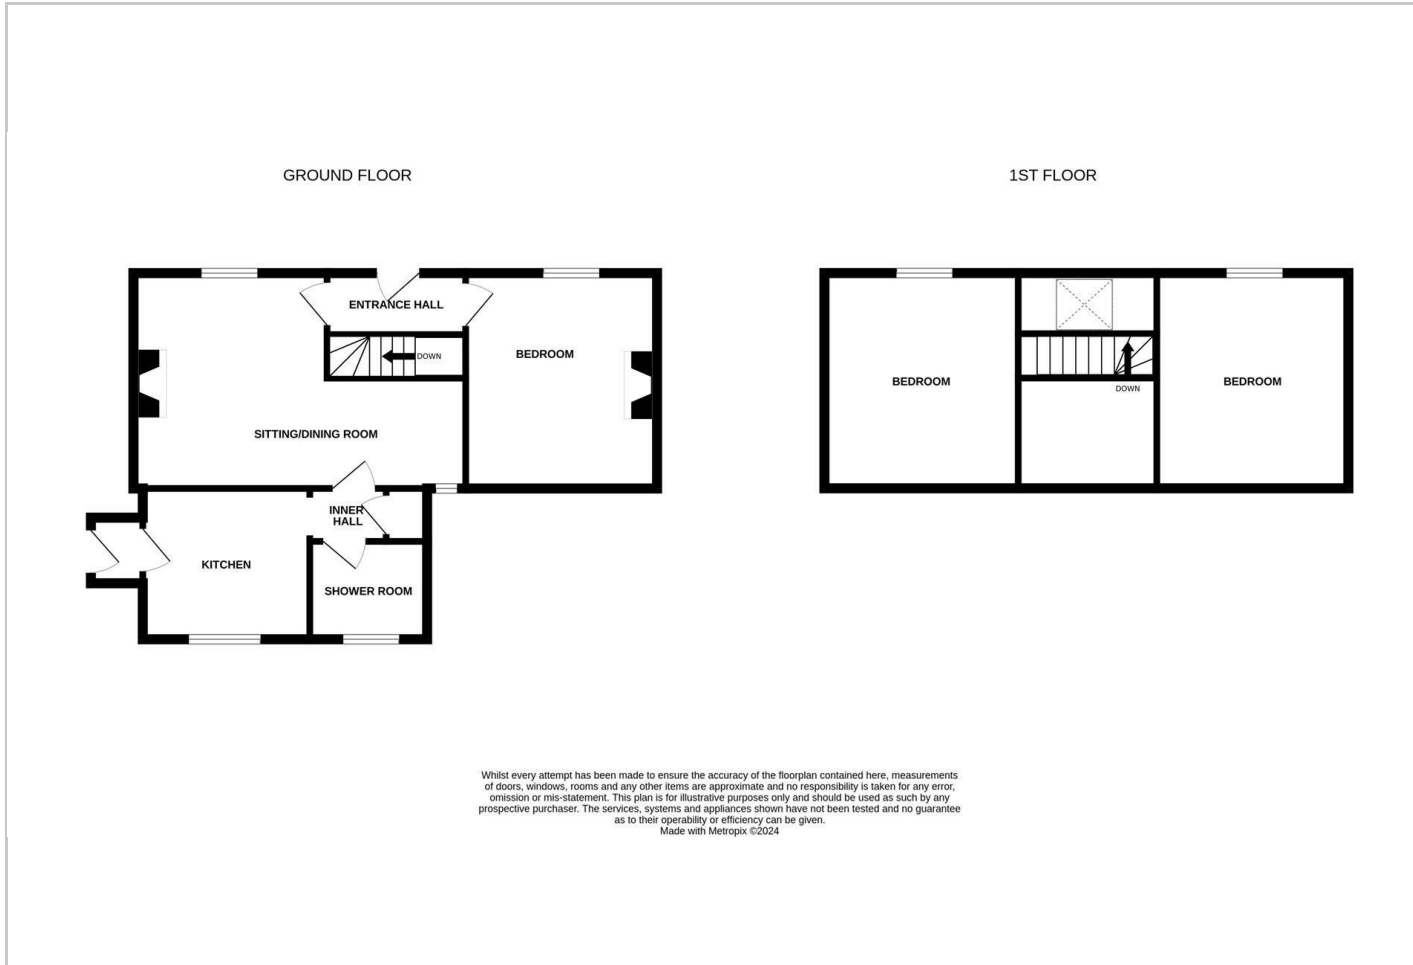 GROUND FLOOR
ENTRANCE HALL
DOWN
BEDROOM
SITTING/DINING ROOM
INNER
HALL
KITCHEN
SHOWER ROOM
1ST FLOOR
BEDROOM
DOWN
BEDROOM
Whilst every attempt has been made to ensure the accuracy of the floorplan contained here, measurements
of doors, windows, rooms and any other items are approximate and no responsibility is taken for any error,
omission or mis-statement. This plan is for illustrative purposes only and should be used as such by any
prospective purchaser. The services, systems and appliances shown have not been tested and no guarantee
as to their operability or efficiency can be given.
Made with Metropix ©2024